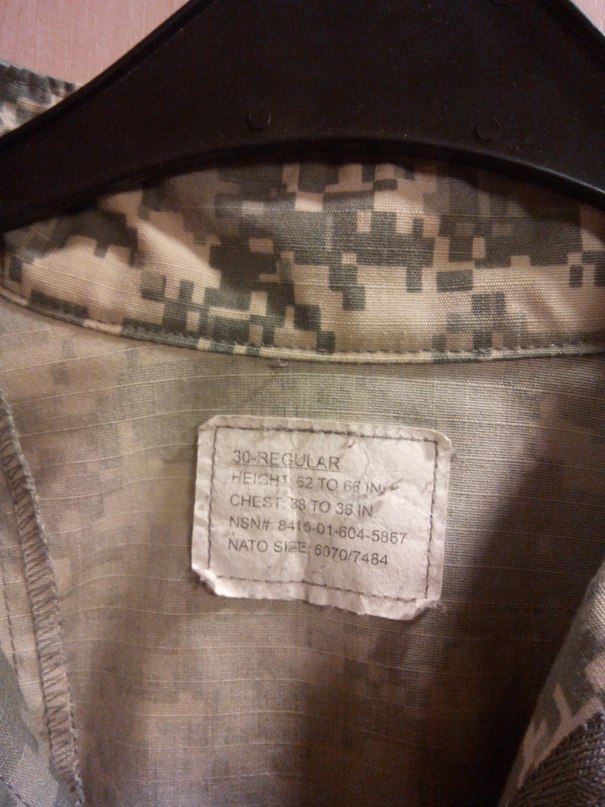 30-REGULAR
HEIGHT: 62 TO 66 IN.
CHEST: 33 TO 36 IN.
NSN#: 8415-01-604-5867
NATO SIZE: 6070/7484